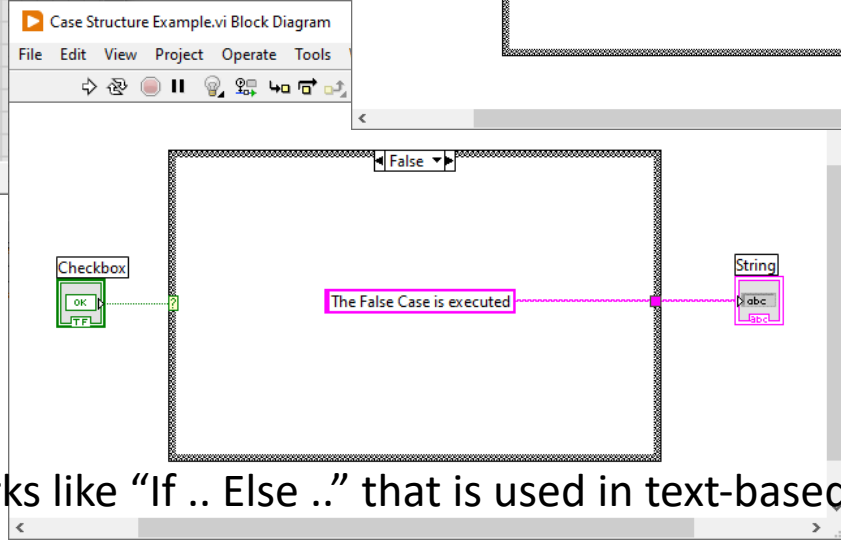 Case Structure Example.vi Block Diagram
File Edit View Project Operate Tools
False
Checkbox
OK
TF
?
The False Case is executed
String
abc
abc
ks like “If .. Else ..” that is used in text-based